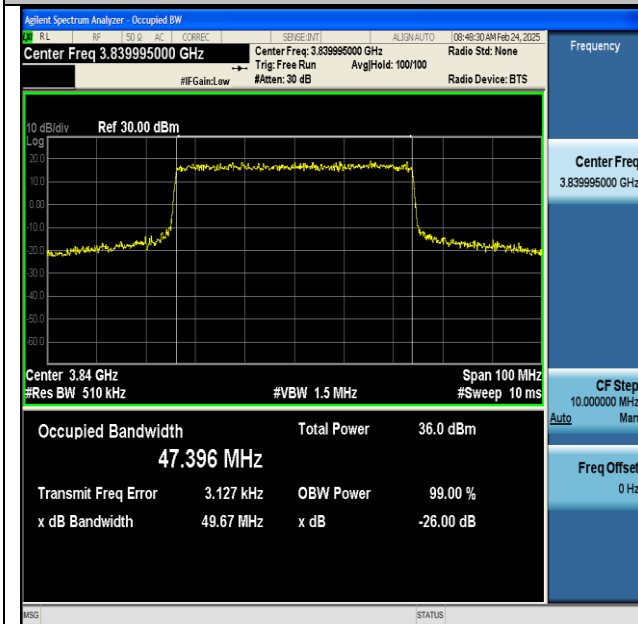 Agilent Spectrum Analyzer - Occupied BW
RL RF 50 Ω AC CORREC SENSE:INT ALIGN AUTO 08:48:30 AM Feb 24, 2025
Center Freq 3.839995000 GHz
Center Freq: 3.839995000 GHz Radio Std: None
Trig: Free Run Avg|Hold: 100/100
#IFGain:Low #Atten: 30 dB Radio Device: BTS
Frequency
10 dB/div Ref 30.00 dBm
Log
20.0
10.0
0.00
-10.0
-20.0
-30.0
-40.0
-50.0
-60.0
Center 3.84 GHz Span 100 MHz
#Res BW 510 kHz #VBW 1.5 MHz #Sweep 10 ms
Center Freq
3.839995000 GHz
CF Step
10.000000 MHz
Auto Man
Freq Offset
0 Hz
Occupied Bandwidth Total Power 36.0 dBm
47.396 MHz
Transmit Freq Error 3.127 kHz OBW Power 99.00 %
x dB Bandwidth 49.67 MHz x dB -26.00 dB
MSG STATUS